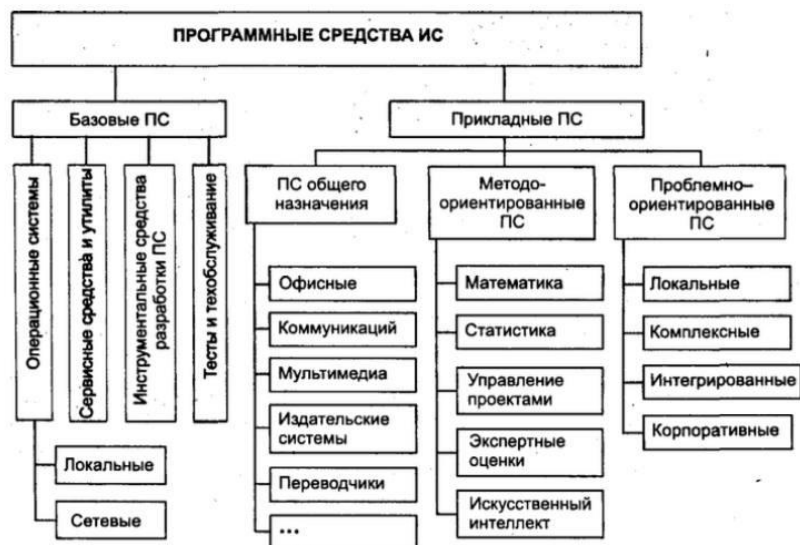 ПРОГРАММНЫЕ СРЕДСТВА ИС
Базовые ПС
Прикладные ПС
Операционные системы
Сервисные средства и утилиты
Инструментальные средства
разработки ПС
Тесты и техобслуживание
Локальные
Сетевые
ПС общего
назначения
Офисные
Коммуникаций
Мультимедиа
Издательские
системы
Переводчики
...
Методо-
ориентированные
ПС
Математика
Статистика
Управление
проектами
Экспертные
оценки
Искусственный
интеллект
Проблемно–
ориентированные
ПС
Локальные
Комплексные
Интегрированные
Корпоративные